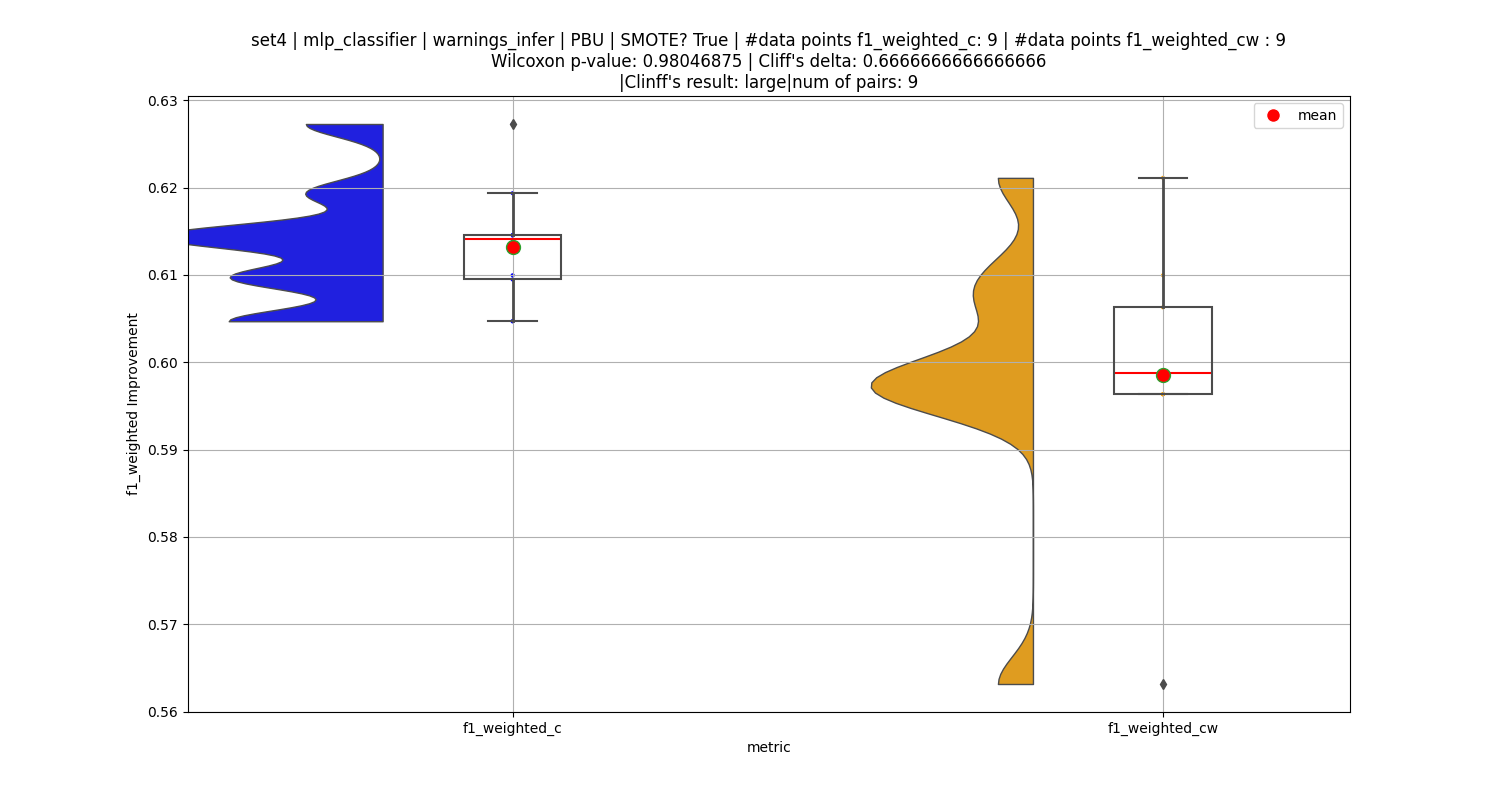 set4 | mlp_classifier | warnings_infer | PBU | SMOTE? True | #data points f1_weighted_c: 9 | #data points f1_weighted_cw : 9
Wilcoxon p-value: 0.98046875 | Cliff's delta: 0.6666666666666666
|Clinff's result: large|num of pairs: 9
mean
0.63
0.62
0.61
0.60
0.59
0.58
0.57
0.56
f1_weighted Improvement
f1_weighted_c
f1_weighted_cw
metric